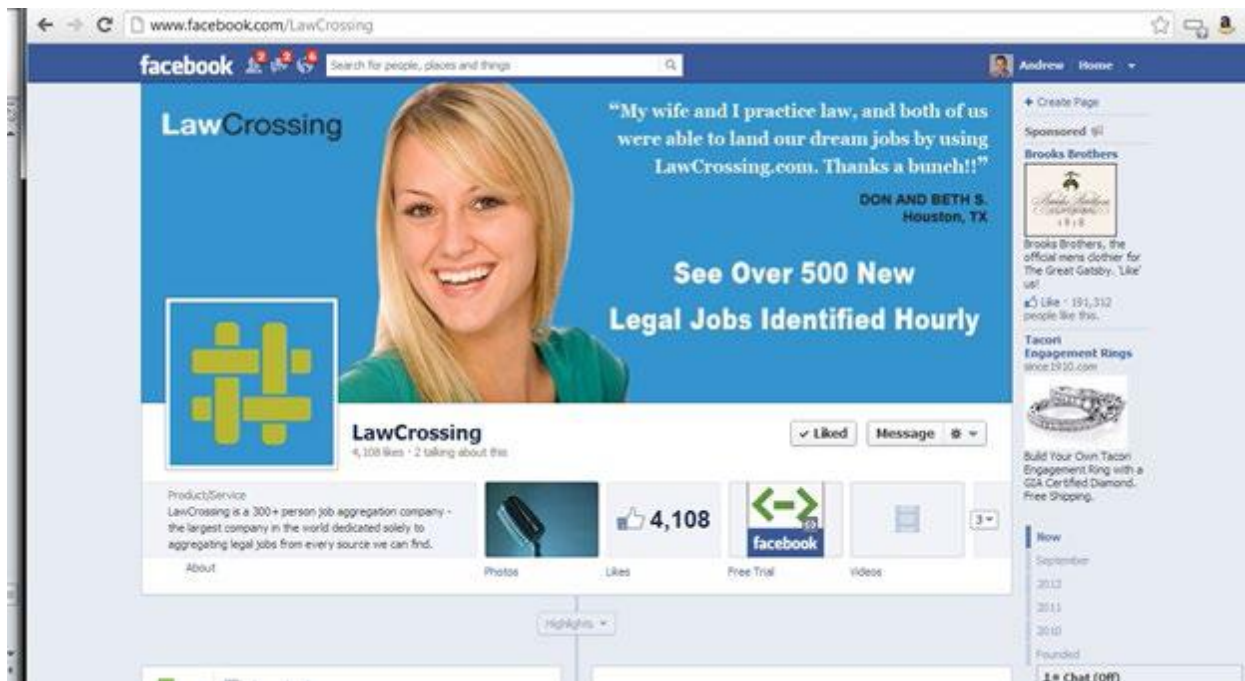 www.facebook.com/LawCrossing
facebook
2
2
6
Search for people, places and things
Andrew Home
LawCrossing
“My wife and I practice law, and both of us
were able to land our dream jobs by using
LawCrossing.com. Thanks a bunch!!”
DON AND BETH S.
Houston, TX
See Over 500 New
Legal Jobs Identified Hourly
LawCrossing
4,108 likes · 2 talking about this
✓ Liked
Message
Product/Service
LawCrossing is a 300+ person job aggregation company -
the largest company in the world dedicated solely to
aggregating legal jobs from every source we can find.
About
Photos
4,108
Likes
facebook
Free Trial
Videos
3
Highlights
+ Create Page
Sponsored
Brooks Brothers
1818
Brooks Brothers, the
official mens clothier for
The Great Gatsby. 'Like'
us!
Like · 191,312
people like this.
Tacori
Engagement Rings
since1910.com
Build Your Own Tacori
Engagement Ring with a
GIA Certified Diamond.
Free Shipping.
Now
September
2012
2011
2010
Founded
Chat (Off)